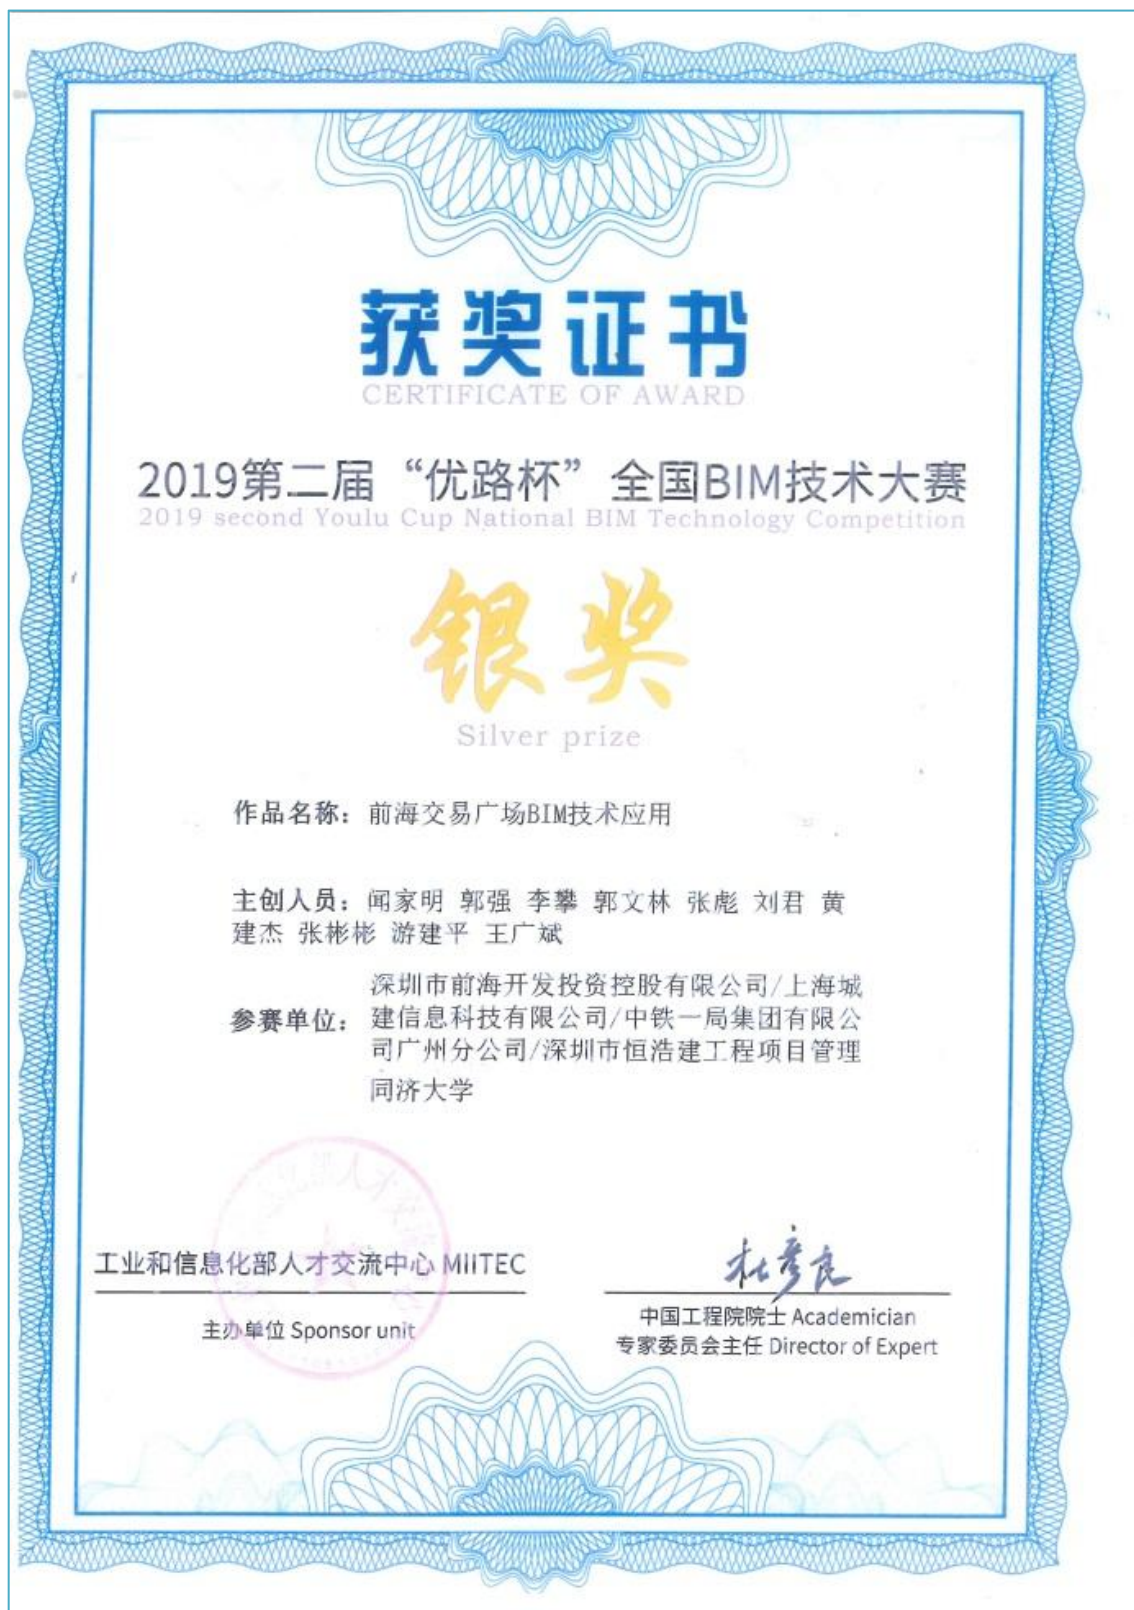 获奖证书
CERTIFICATE OF AWARD
2019第二届“优路杯”全国BIM技术大赛
2019 second Youlu Cup National BIM Technology Competition
银奖
Silver prize
作品名称：前海交易广场BIM技术应用
主创人员：闻家明 郭强 李攀 郭文林 张彪 刘君 黄
建杰 张彬彬 游建平 王广斌
参赛单位：
深圳市前海开发投资控股有限公司/上海城
建信息科技有限公司/中铁一局集团有限公
司广州分公司/深圳市恒浩建工程项目管理
同济大学
工业和信息化部人才交流中心 MIITEC
主办单位 Sponsor unit
杜彦良
中国工程院院士 Academician
专家委员会主任 Director of Expert